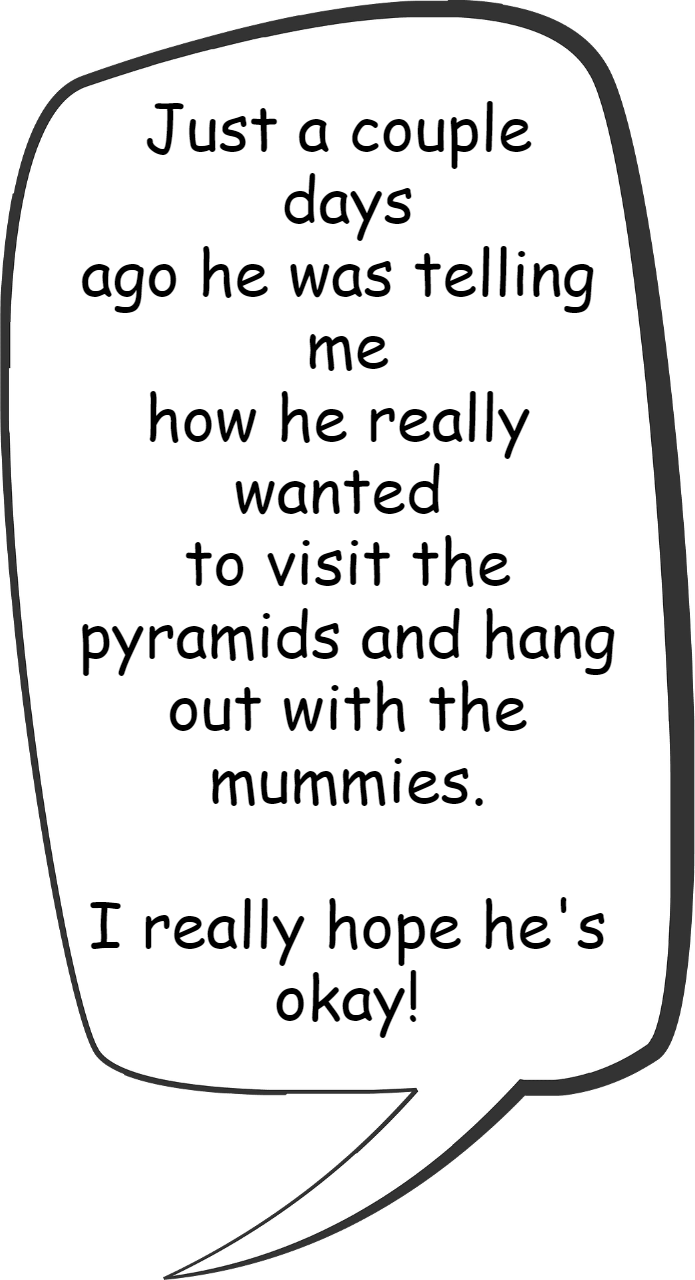 Just a couple
days
ago he was telling
me
how he really
wanted
to visit the
pyramids and hang
out with the
mummies.
I really hope he's
okay!